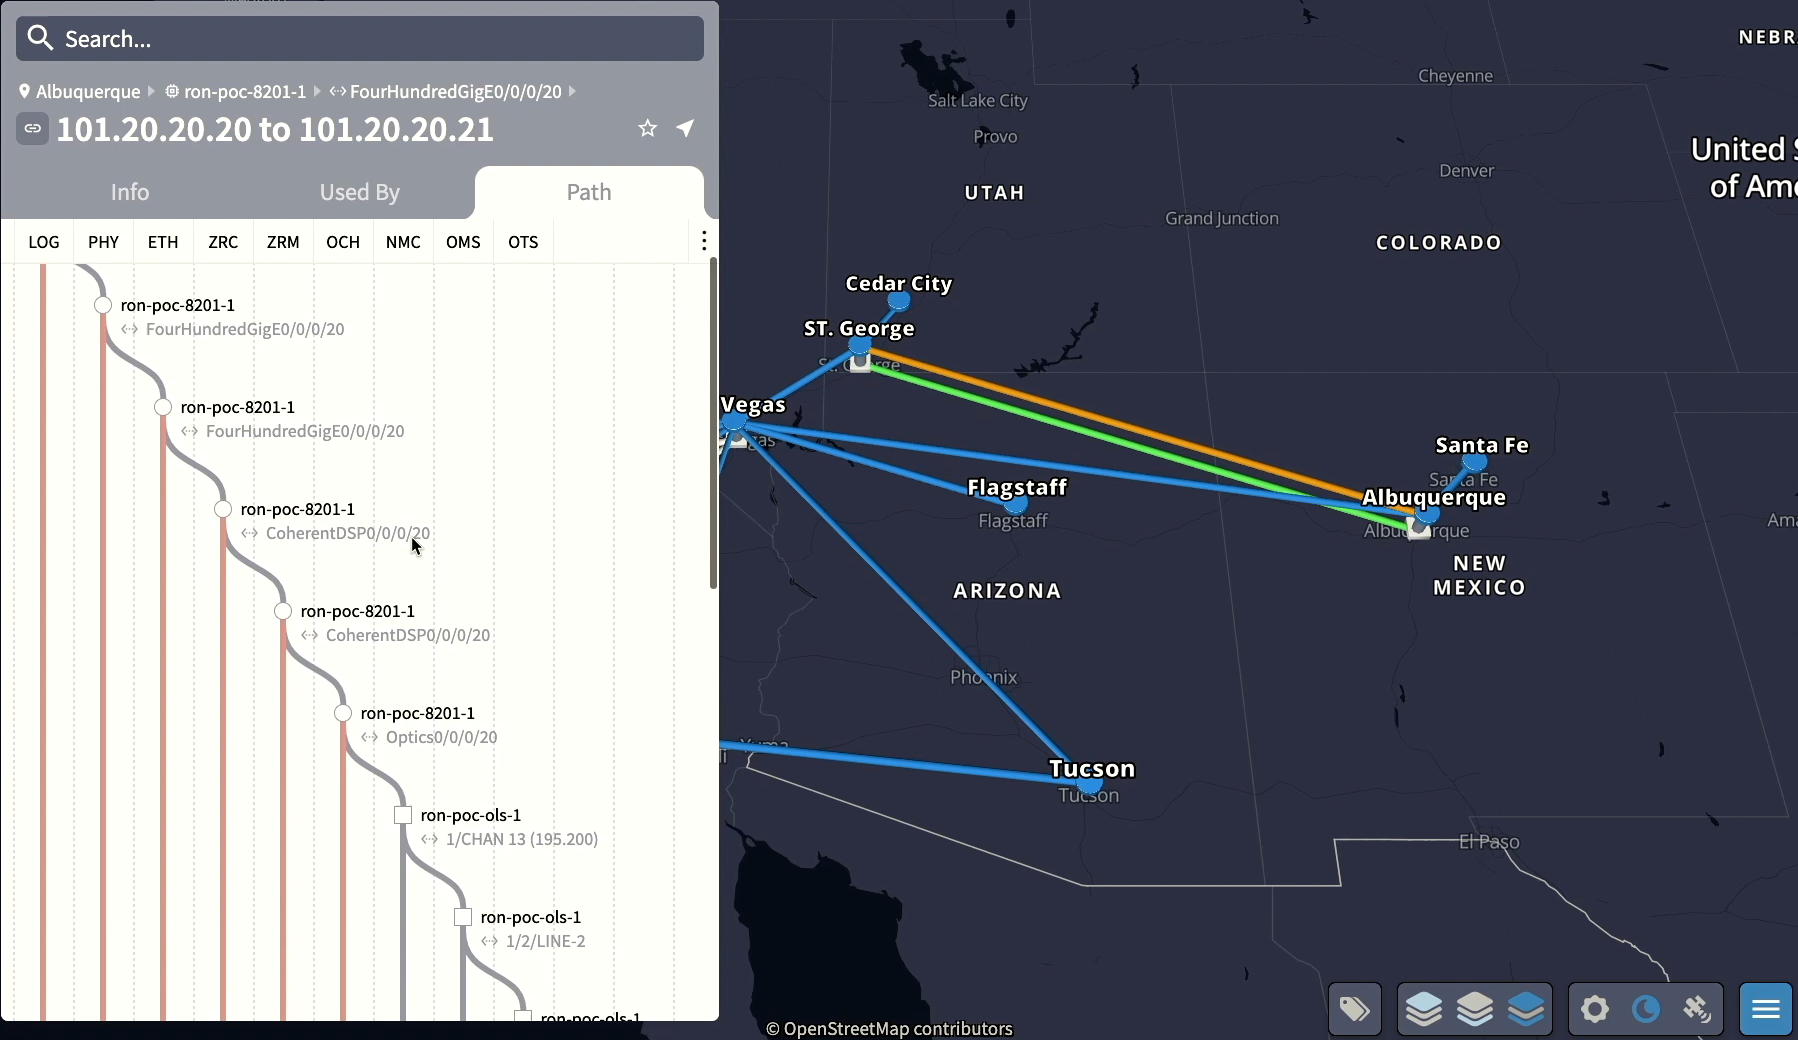 Search...
Albuquerque ron-poc-8201-1 FourHundredGigE0/0/0/20
101.20.20.20 to 101.20.20.21
Info Used By Path
LOG PHY ETH ZRC ZRM OCH NMC OMS OTS
ron-poc-8201-1
FourHundredGigE0/0/0/20
ron-poc-8201-1
FourHundredGigE0/0/0/20
ron-poc-8201-1
CoherentDSP0/0/0/20
ron-poc-8201-1
CoherentDSP0/0/0/20
ron-poc-8201-1
Optics0/0/0/20
ron-poc-ols-1
1/CHAN 13 (195.200)
ron-poc-ols-1
1/2/LINE-2
ron-poc-ols-1
NEBR
Cheyenne
Salt Lake City
Provo
United S
of Ame
Denver
UTAH
Grand Junction
COLORADO
Cedar City
ST. George
St. George
Vegas
gas
Santa Fe
Santa Fe
Flagstaff
Flagstaff
Albuquerque
Albuquerque
Ama
NEW
MEXICO
ARIZONA
Phoenix
Yuma
li
Tucson
Tucson
El Paso
© OpenStreetMap contributors